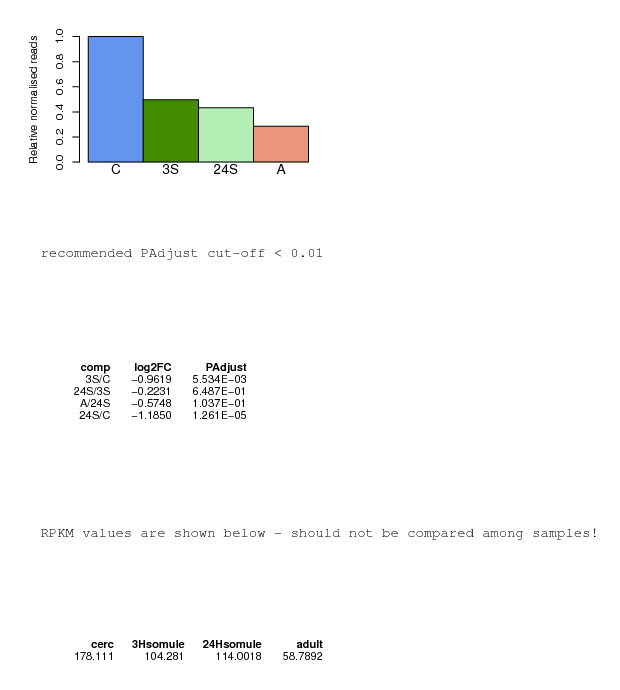 Relative normalised reads
1.0
0.8
0.6
0.4
0.2
0.0
C 3S 24S A
recommended PAdjust cut-off < 0.01
comp log2FC PAdjust
3S/C −0.9619 5.534E−03
24S/3S −0.2231 6.487E−01
A/24S −0.5748 1.037E−01
24S/C −1.1850 1.261E−05
RPKM values are shown below - should not be compared among samples!
cerc 3Hsomule 24Hsomule adult
178.111 104.281 114.0018 58.7892